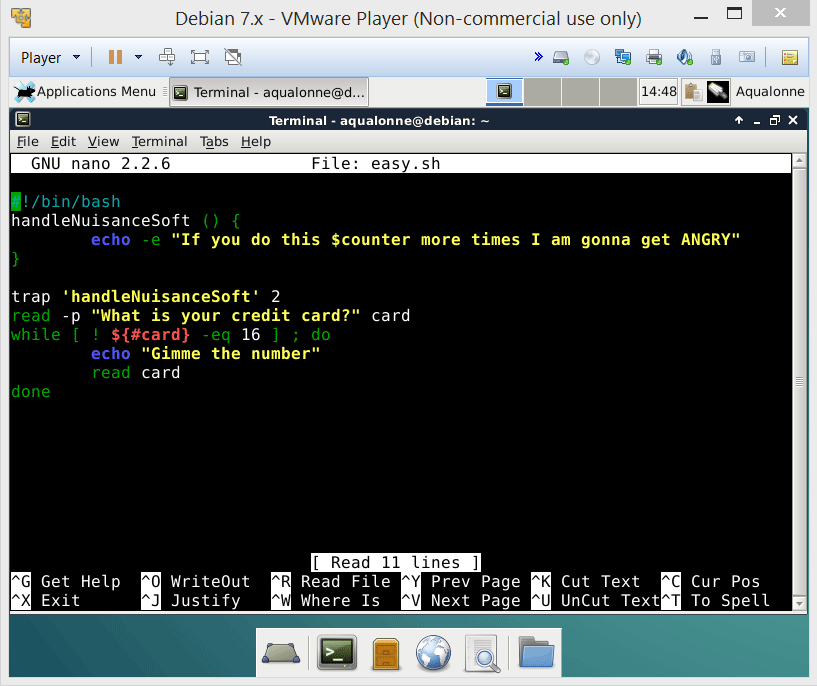 Debian 7.x - VMware Player (Non-commercial use only)
Player
Applications Menu
Terminal - aqualonne@d...
14:48
Aqualonne
Terminal - aqualonne@debian: ~
File Edit View Terminal Tabs Help
GNU nano 2.2.6 File: easy.sh
#!/bin/bash
handleNuisanceSoft () {
        echo -e "If you do this $counter more times I am gonna get ANGRY"
}
trap 'handleNuisanceSoft' 2
read -p "What is your credit card?" card
while [ ! ${#card} -eq 16 ] ; do
        echo "Gimme the number"
        read card
done
[ Read 11 lines ]
^G Get Help ^O WriteOut ^R Read File ^Y Prev Page ^K Cut Text ^C Cur Pos
^X Exit ^J Justify ^W Where Is ^V Next Page ^U UnCut Text ^T To Spell